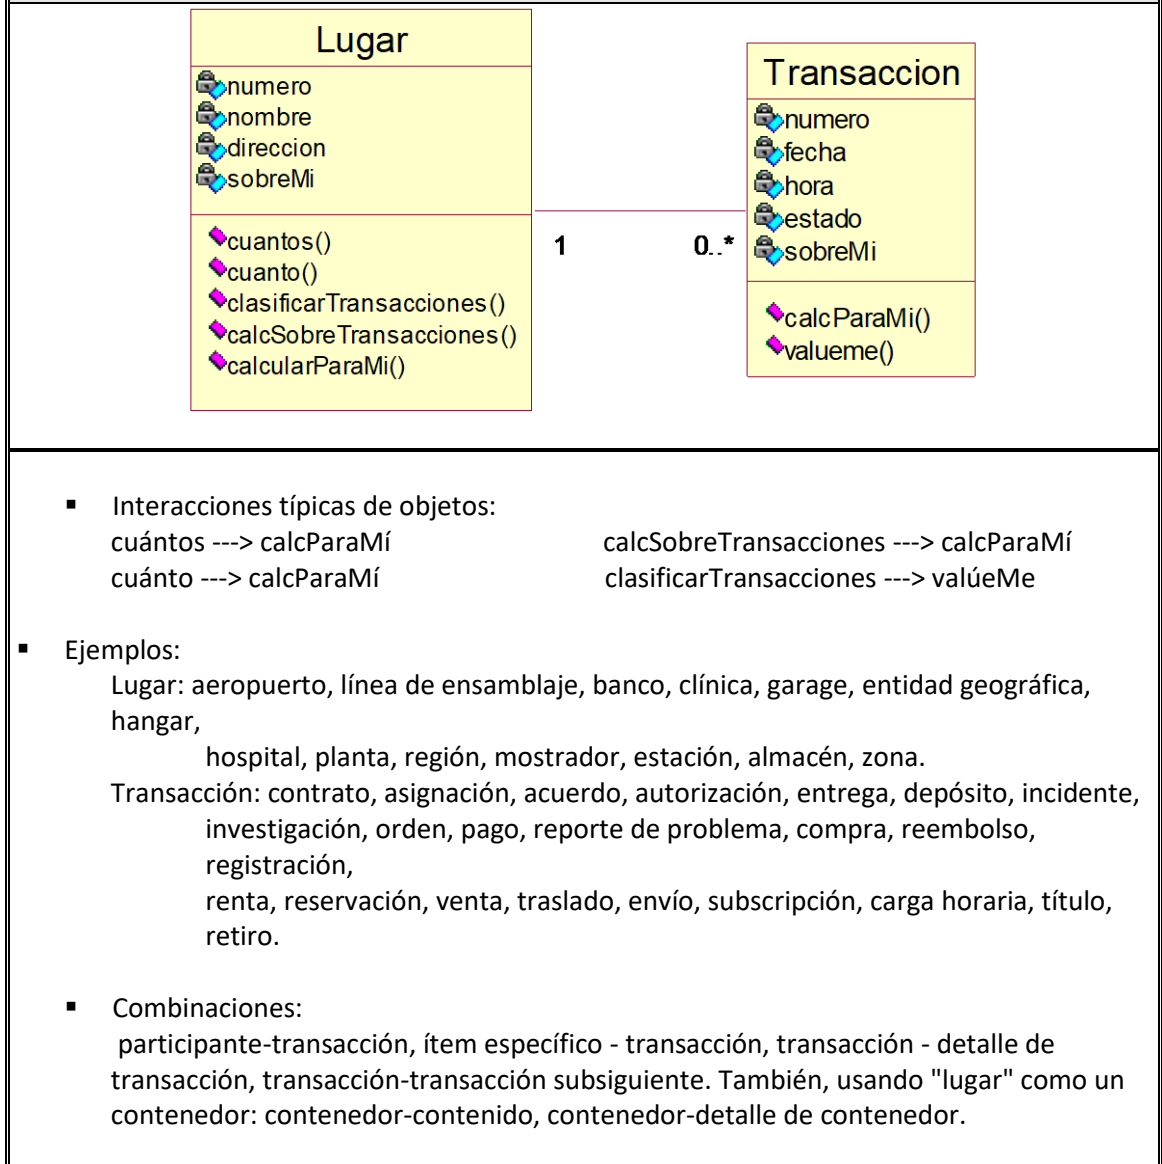 Lugar
numero
nombre
direccion
sobreMi
cuantos()
cuanto()
clasificarTransacciones()
calcSobreTransacciones()
calcularParaMi()
1
0..*
Transaccion
numero
fecha
hora
estado
sobreMi
calcParaMi()
valueme()
▪ Interacciones típicas de objetos:
cuántos ---> calcParaMí calcSobreTransacciones ---> calcParaMí
cuánto ---> calcParaMí clasificarTransacciones ---> valúeMe
▪ Ejemplos:
Lugar: aeropuerto, línea de ensamblaje, banco, clínica, garage, entidad geográfica,
hangar,
hospital, planta, región, mostrador, estación, almacén, zona.
Transacción: contrato, asignación, acuerdo, autorización, entrega, depósito, incidente,
investigación, orden, pago, reporte de problema, compra, reembolso,
registración,
renta, reservación, venta, traslado, envío, subscripción, carga horaria, título,
retiro.
▪ Combinaciones:
participante-transacción, ítem específico - transacción, transacción - detalle de
transacción, transacción-transacción subsiguiente. También, usando "lugar" como un
contenedor: contenedor-contenido, contenedor-detalle de contenedor.